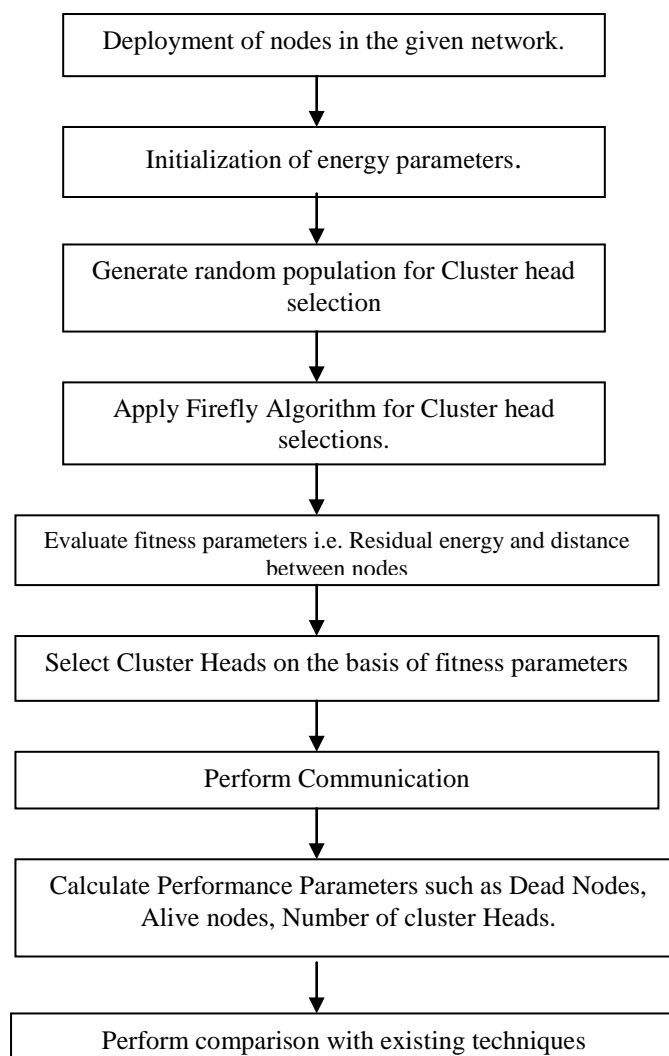 Deployment of nodes in the given network.
Initialization of energy parameters.
Generate random population for Cluster head
selection
Apply Firefly Algorithm for Cluster head
selections.
Evaluate fitness parameters i.e. Residual energy and distance
between nodes
Select Cluster Heads on the basis of fitness parameters
Perform Communication
Calculate Performance Parameters such as Dead Nodes,
Alive nodes, Number of cluster Heads.
Perform comparison with existing techniques